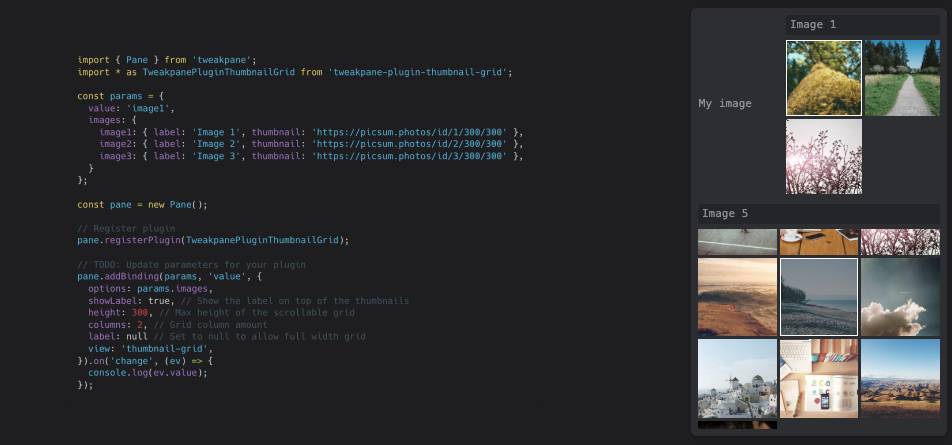 import { Pane } from 'tweakpane';
import * as TweakpanePluginThumbnailGrid from 'tweakpane-plugin-thumbnail-grid';

const params = {
  value: 'image1',
  images: {
    image1: { label: 'Image 1', thumbnail: 'https://picsum.photos/id/1/300/300' },
    image2: { label: 'Image 2', thumbnail: 'https://picsum.photos/id/2/300/300' },
    image3: { label: 'Image 3', thumbnail: 'https://picsum.photos/id/3/300/300' },
  }
};

const pane = new Pane();

// Register plugin
pane.registerPlugin(TweakpanePluginThumbnailGrid);

// TODO: Update parameters for your plugin
pane.addBinding(params, 'value', {
  options: params.images,
  showLabel: true, // Show the label on top of the thumbnails
  height: 300, // Max height of the scrollable grid
  columns: 2, // Grid column amount
  label: null // Set to null to allow full width grid
  view: 'thumbnail-grid',
}).on('change', (ev) => {
  console.log(ev.value);
});
Image 1
My image
Image 5